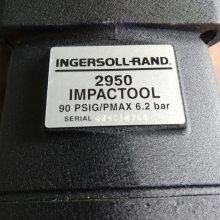 INGERSOLL-RAND®
2950
IMPACTOOL
90 PSIG/PMAX 6.2 bar
SERIAL